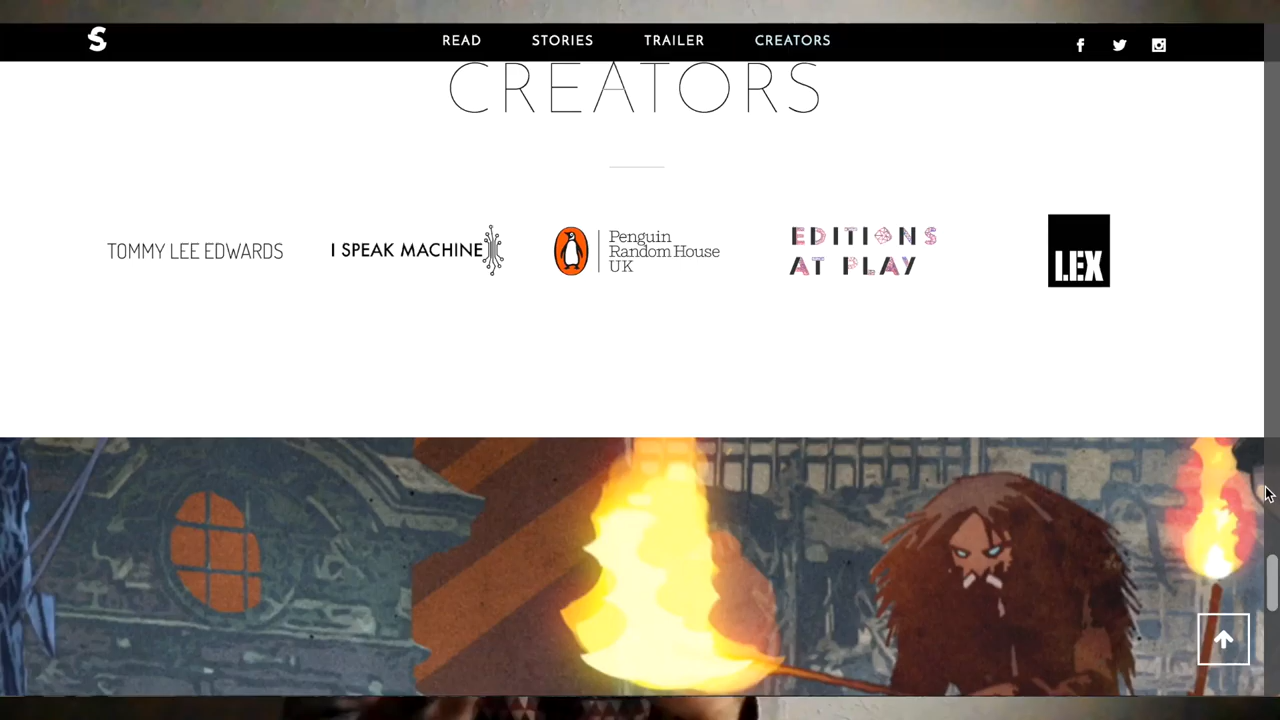 S
READ STORIES TRAILER CREATORS
CREATORS
TOMMY LEE EDWARDS
I SPEAK MACHINE
Penguin
Random House
UK
EDITIONS
AT PLAY
LEX